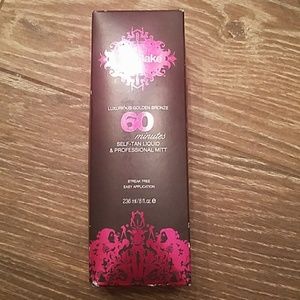 LUXURIOUS GOLDEN BRONZE
60
minutes
SELF-TAN LIQUID
& PROFESSIONAL MITT
STREAK FREE
EASY APPLICATION
236 ml / 8 fl oz. e